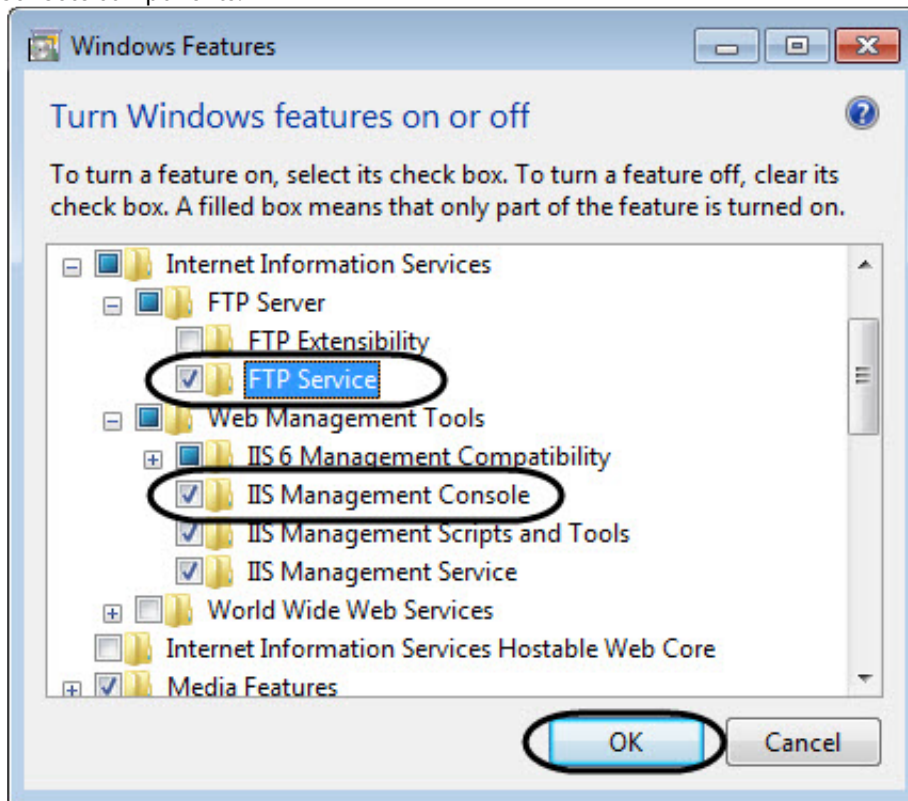 Windows Features
Turn Windows features on or off
To turn a feature on, select its check box. To turn a feature off, clear its
check box. A filled box means that only part of the feature is turned on.
Internet Information Services
FTP Server
FTP Extensibility
FTP Service
Web Management Tools
IIS 6 Management Compatibility
IIS Management Console
IIS Management Scripts and Tools
IIS Management Service
World Wide Web Services
Internet Information Services Hostable Web Core
Media Features
OK Cancel